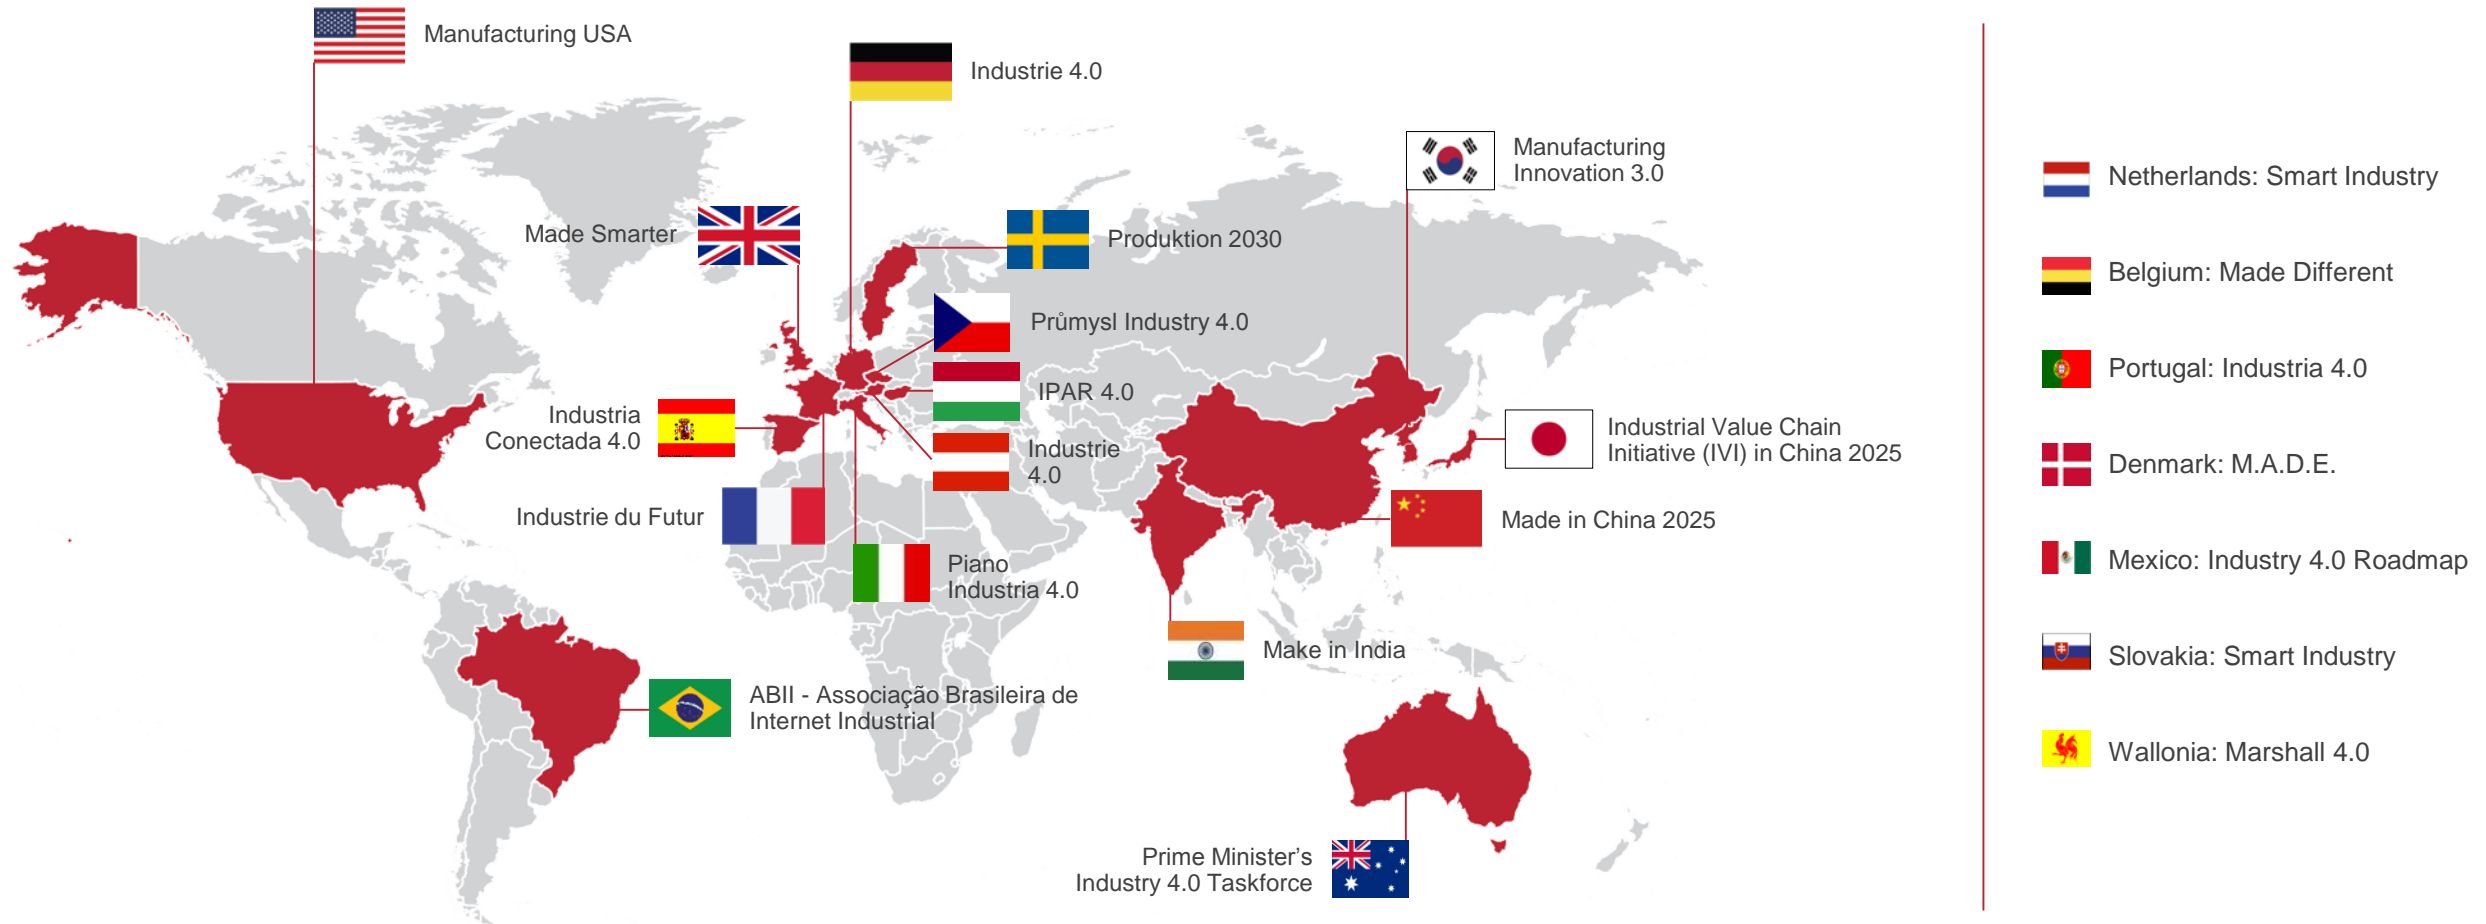 Manufacturing USA
Industrie 4.0
Manufacturing
Innovation 3.0
Made Smarter
Produktion 2030
Průmysl Industry 4.0
IPAR 4.0
Industria
Conectada 4.0
Industrie
4.0
Industrial Value Chain
Initiative (IVI) in China 2025
Industrie du Futur
Made in China 2025
Piano
Industria 4.0
Make in India
ABII - Associação Brasileira de
Internet Industrial
Prime Minister’s
Industry 4.0 Taskforce
Netherlands: Smart Industry
Belgium: Made Different
Portugal: Industria 4.0
Denmark: M.A.D.E.
Mexico: Industry 4.0 Roadmap
Slovakia: Smart Industry
Wallonia: Marshall 4.0